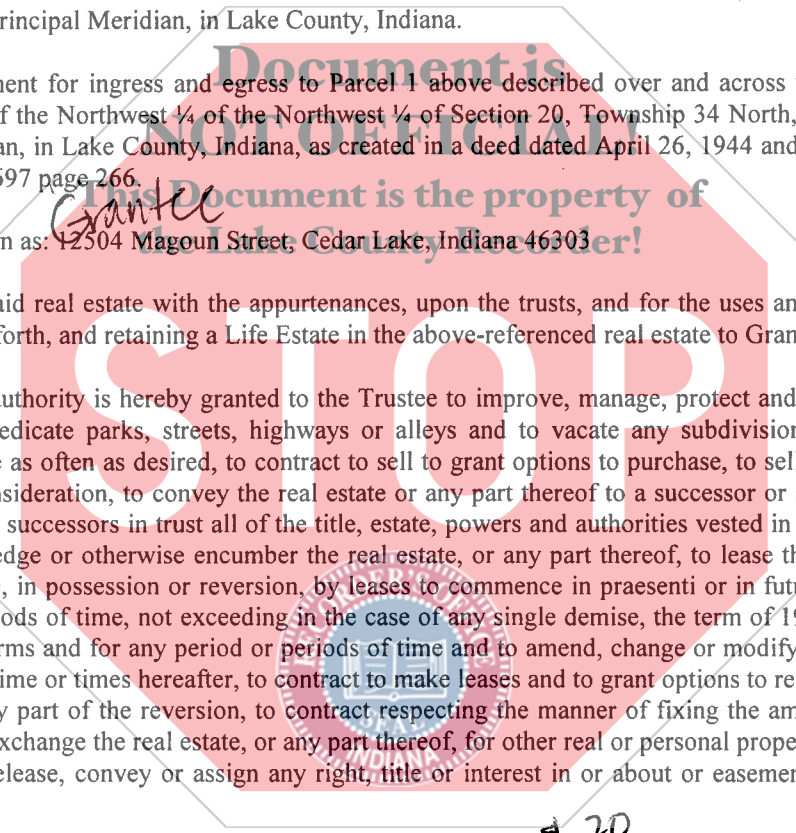 rincipal Meridian, in Lake County, Indiana.
Document is
ent for ingress and egress to Parcel 1 above described over and across
f the Northwest ¼ of the Northwest ¼ of Section 20, Township 34 North,
NOT OFFICIAL!
an, in Lake County, Indiana, as created in a deed dated April 26, 1944 and
597 page 266.
This Document is the property of
Grantee
n as: 12504 Magoun Street, Cedar Lake, Indiana 46303
the Lake County Recorder!
aid real estate with the appurtenances, upon the trusts, and for the uses an
forth, and retaining a Life Estate in the above-referenced real estate to Gran
STOP
uthority is hereby granted to the Trustee to improve, manage, protect and
edicate parks, streets, highways or alleys and to vacate any subdivision
e as often as desired, to contract to sell to grant options to purchase, to sell
nsideration, to convey the real estate or any part thereof to a successor or
successors in trust all of the title, estate, powers and authorities vested in
edge or otherwise encumber the real estate, or any part thereof, to lease th
, in possession or reversion, by leases to commence in praesenti or in futu
ods of time, not exceeding in the case of any single demise, the term of 19
rms and for any period or periods of time and to amend, change or modify
ime or times hereafter, to contract to make leases and to grant options to re
y part of the reversion, to contract respecting the manner of fixing the am
xchange the real estate, or any part thereof, for other real or personal prope
elease, convey or assign any right, title or interest in or about or easemen
RECORDER'S OFFICE
SEAL
INDIANA
20